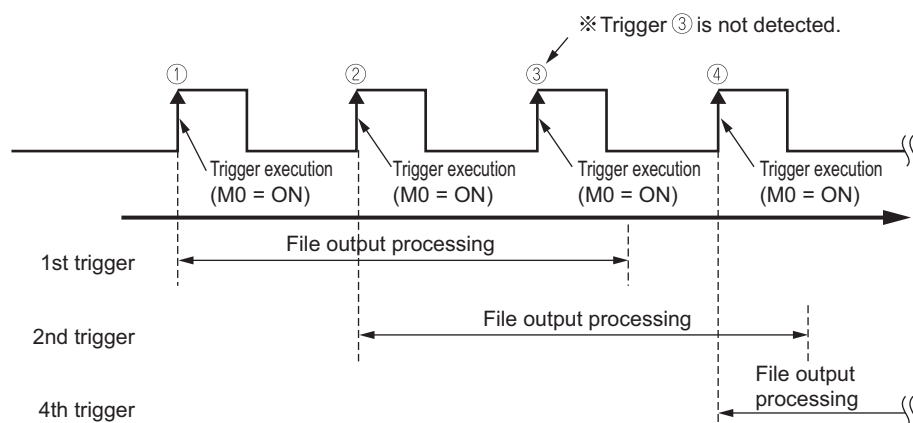 ※ Trigger ③ is not detected.
① ② ③ ④
Trigger execution Trigger execution Trigger execution Trigger execution
(M0 = ON) (M0 = ON) (M0 = ON) (M0 = ON)
File output processing
1st trigger
File output processing
2nd trigger
File output
processing
4th trigger